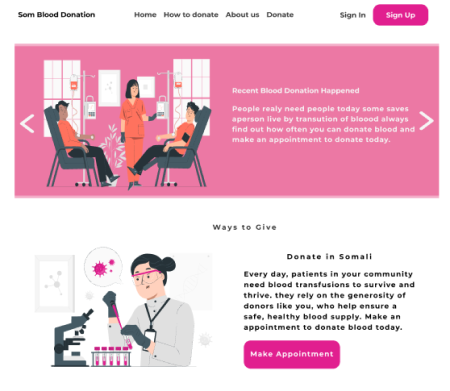 Som Blood Donation
Home How to donate About us Donate
Sign In Sign Up
Recent Blood Donation Happened
People realy need people today some saves
aperson live by transution of bloood always
find out how often you can donate blood and
make an appointment to donate today.
Ways to Give
Donate in Somali
Every day, patients in your community
need blood transfusions to survive and
thrive. they rely on the generosity of
donors like you, who help ensure a
safe, healthy blood supply. Make an
appointment to donate blood today.
Make Appointment